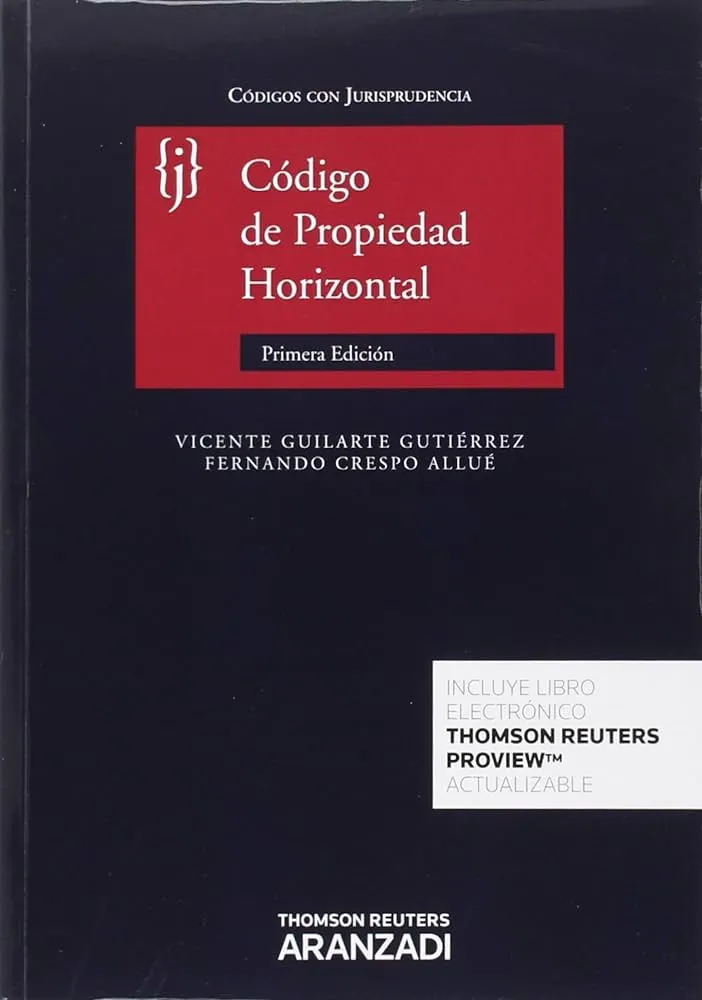 Códigos con Jurisprudencia
{j}
Código
de Propiedad
Horizontal
Primera Edición
VICENTE GUILARTE GUTIÉRREZ
FERNANDO CRESPO ALLUÉ
INCLUYE LIBRO
ELECTRÓNICO
THOMSON REUTERS
PROVIEW™
ACTUALIZABLE
THOMSON REUTERS
ARANZADI